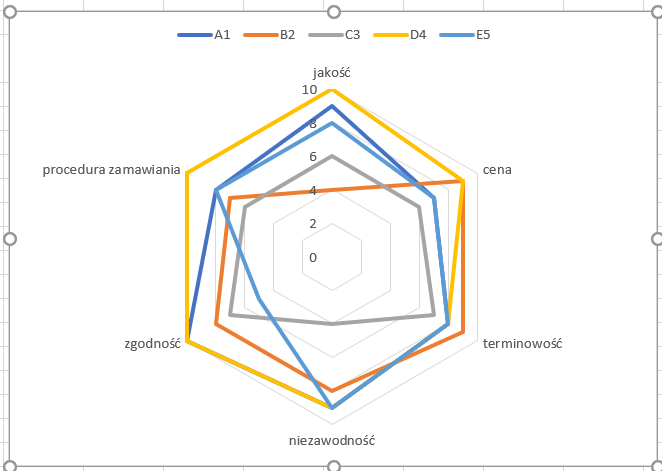 A1 B2 C3 D4 E5
jakość
10
8
procedura zamawiania
cena
6
4
2
0
zgodność
terminowość
niezawodność